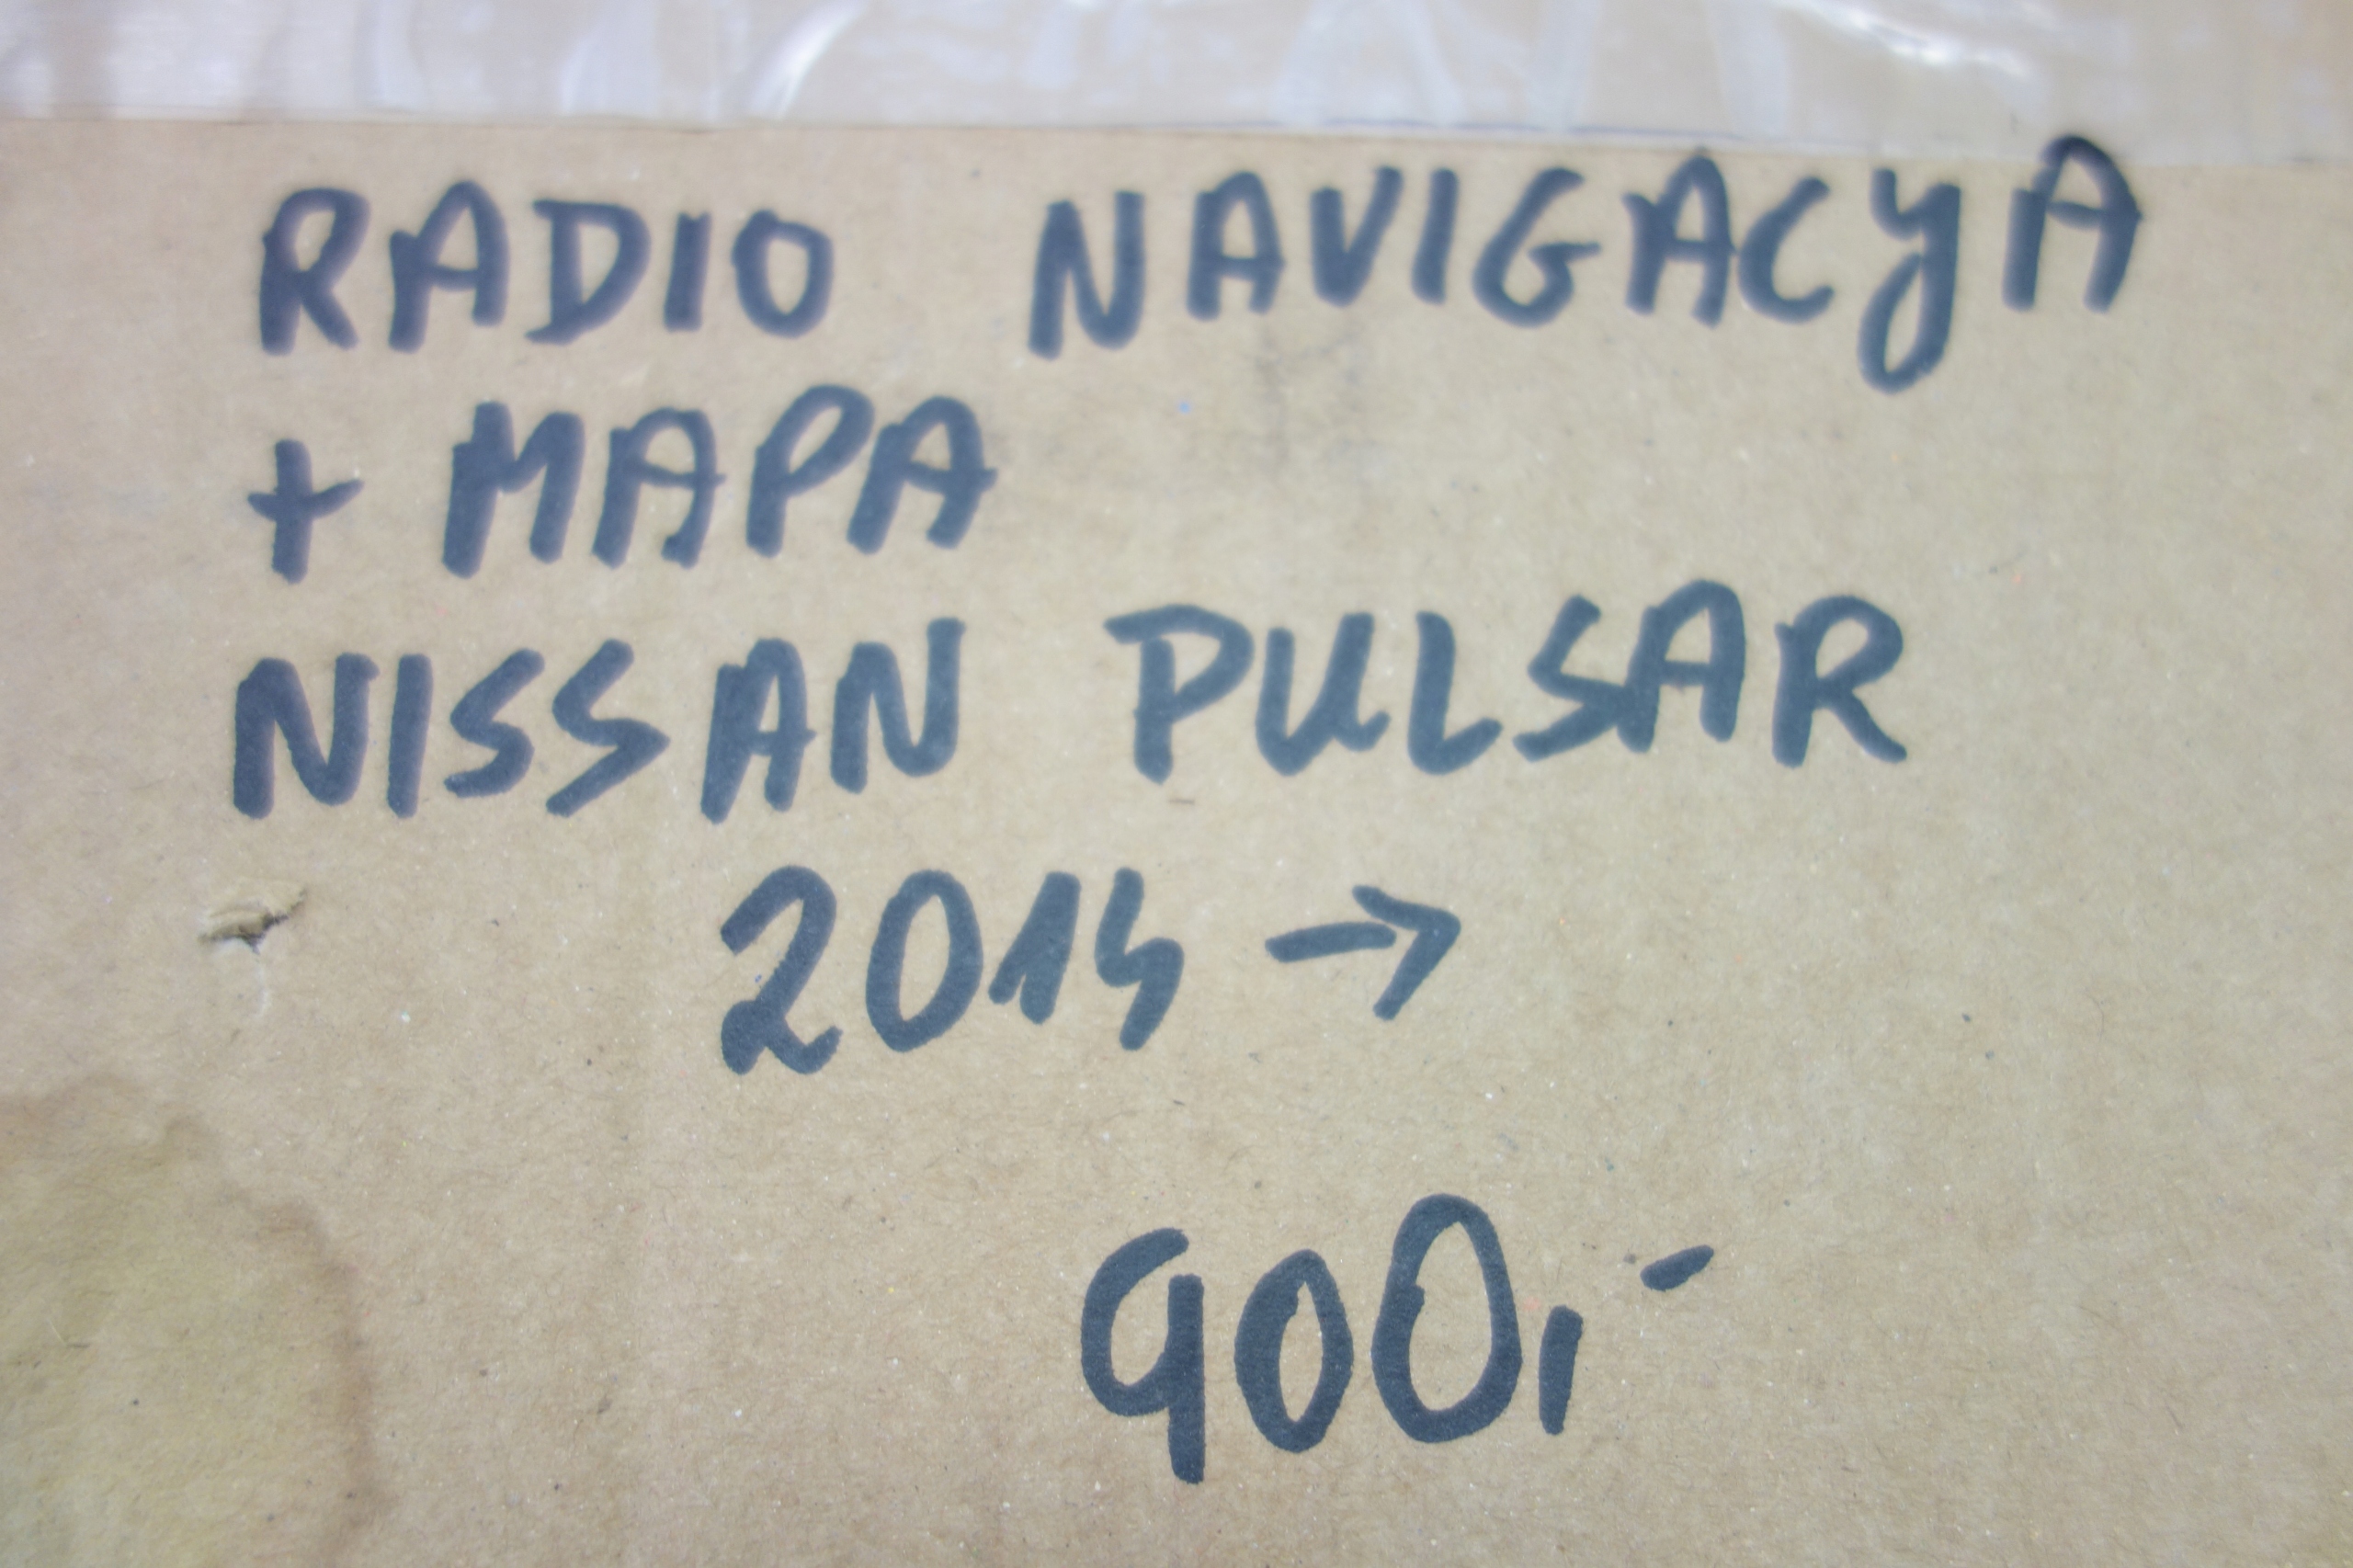 RADIO NAVIGACYA
+ MAPA
NISSAN PULSAR
2014 →
900,-